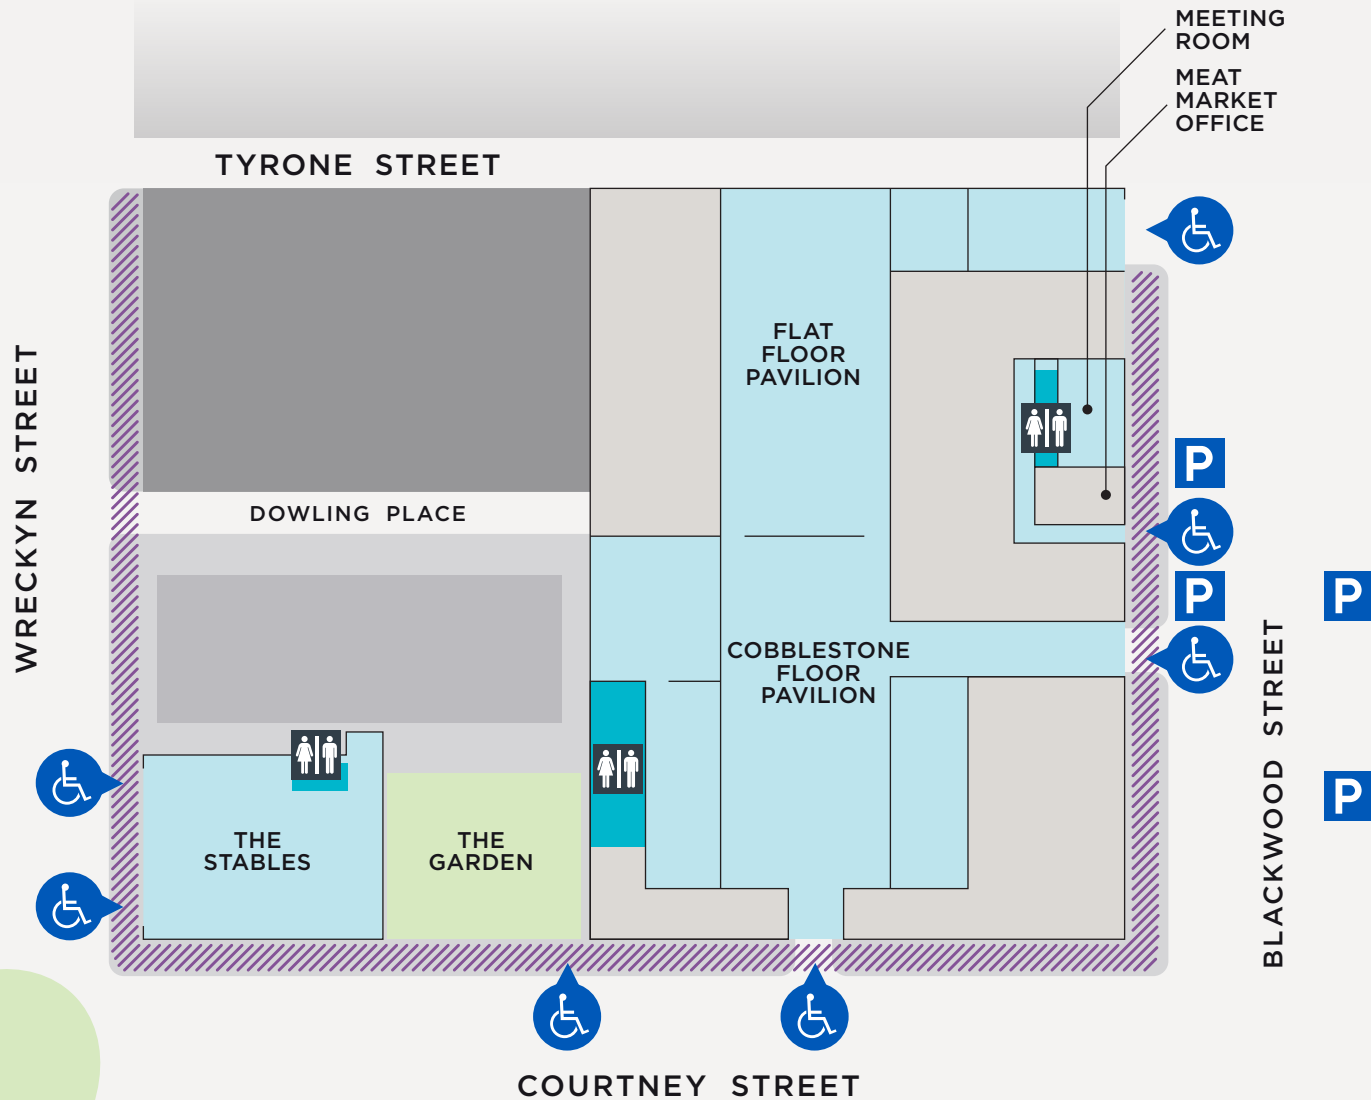 MEETING
ROOM
MEAT
MARKET
OFFICE
TYRONE STREET
FLAT
FLOOR
PAVILION
WRECKYN STREET
P
DOWLING PLACE
P
P
COBBLESTONE
FLOOR
PAVILION
BLACKWOOD STREET
P
THE
STABLES
THE
GARDEN
COURTNEY STREET